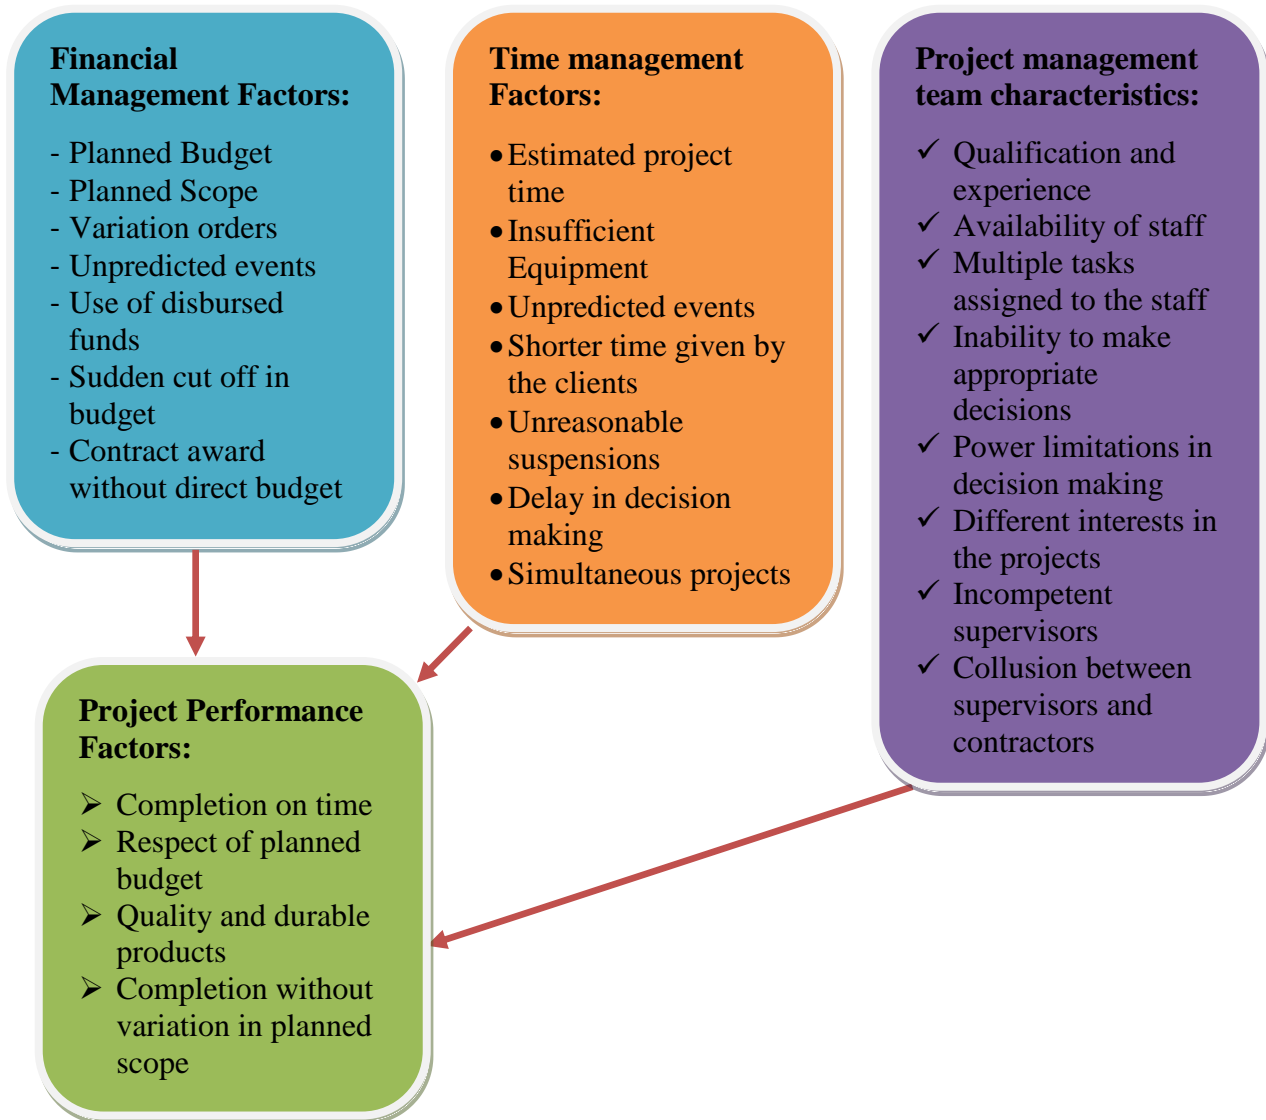 Financial
Management Factors:
- Planned Budget
- Planned Scope
- Variation orders
- Unpredicted events
- Use of disbursed
funds
- Sudden cut off in
budget
- Contract award
without direct budget
Time management
Factors:
• Estimated project
time
• Insufficient
Equipment
• Unpredicted events
• Shorter time given by
the clients
• Unreasonable
suspensions
• Delay in decision
making
• Simultaneous projects
Project management
team characteristics:
✓ Qualification and
experience
✓ Availability of staff
✓ Multiple tasks
assigned to the staff
✓ Inability to make
appropriate
decisions
✓ Power limitations in
decision making
✓ Different interests in
the projects
✓ Incompetent
supervisors
✓ Collusion between
supervisors and
contractors
Project Performance
Factors:
➢ Completion on time
➢ Respect of planned
budget
➢ Quality and durable
products
➢ Completion without
variation in planned
scope